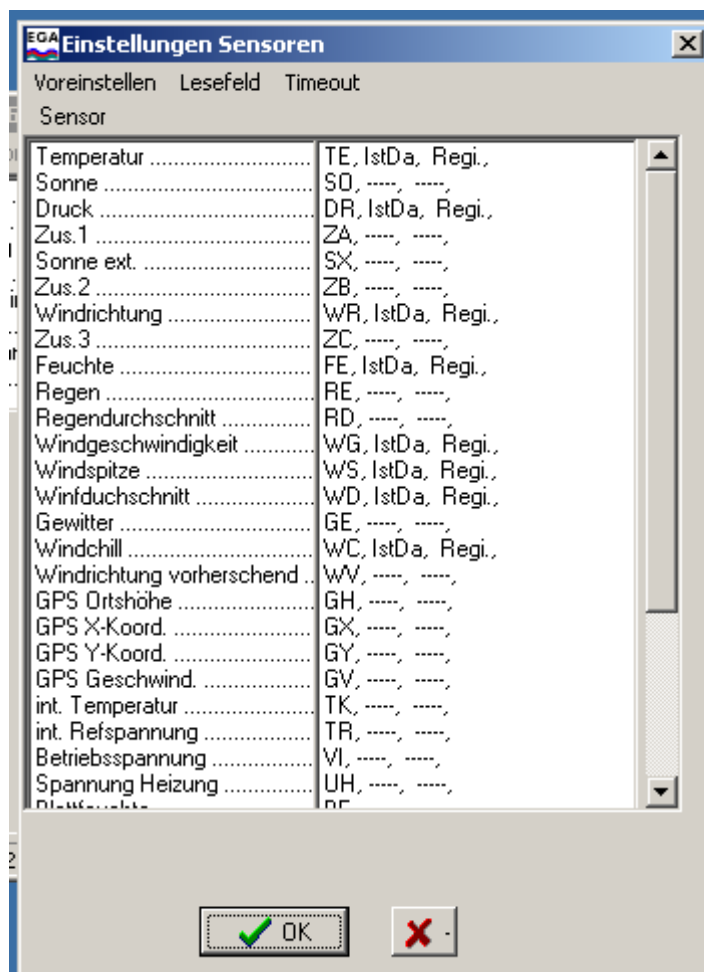 EGA Einstellungen Sensoren
Voreinstellen Lesefeld Timeout
Sensor
Temperatur ........................... TE, IstDa, Regi.,
Sonne ................................... SO, -----, -----,
Druck .................................... DR, IstDa, Regi.,
Zus.1 .................................... ZA, -----, -----,
Sonne ext. ............................ SX, -----, -----,
Zus.2 .................................... ZB, -----, -----,
Windrichtung ........................ WR, IstDa, Regi.,
Zus.3 .................................... ZC, -----, -----,
Feuchte ................................ FE, IstDa, Regi.,
Regen ................................... RE, -----, -----,
Regendurchschnitt ................ RD, -----, -----,
Windgeschwindigkeit ............ WG, IstDa, Regi.,
Windspitze ........................... WS, IstDa, Regi.,
Winfduchschnitt .................... WD, IstDa, Regi.,
Gewitter ................................ GE, -----, -----,
Windchill ............................... WC, IstDa, Regi.,
Windrichtung vorherschend .. WV, -----, -----,
GPS Ortshöhe ....................... GH, -----, -----,
GPS X-Koord. ....................... GX, -----, -----,
GPS Y-Koord. ....................... GY, -----, -----,
GPS Geschwind. .................. GV, -----, -----,
int. Temperatur ..................... TK, -----, -----,
int. Refspannung ................... TR, -----, -----,
Betriebsspannung ................. VI, -----, -----,
Spannung Heizung ............... UH, -----, -----,
OK